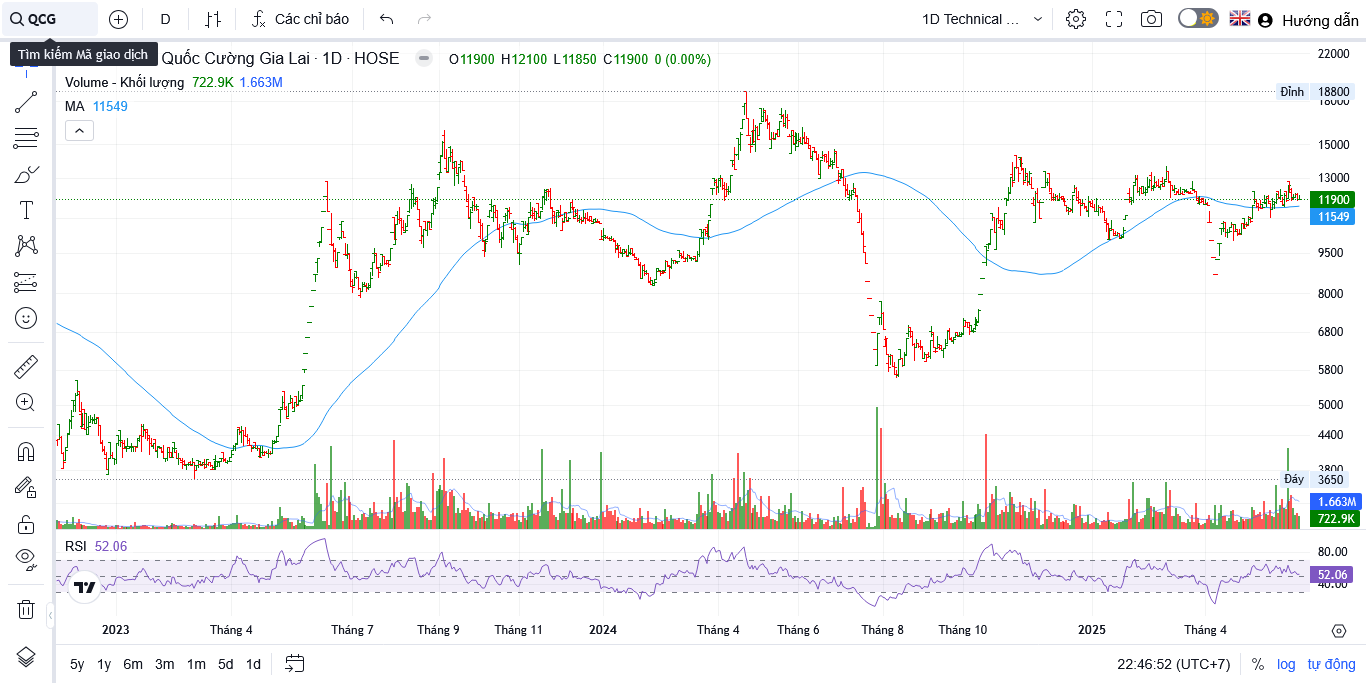 QCG D Các chỉ báo 1D Technical ... Hướng dẫn
Tìm kiếm Mã giao dịch Quốc Cường Gia Lai · 1D · HOSE O11900 H12100 L11850 C11900 0 (0.00%)
Volume - Khối lượng 722.9K 1.663M
MA 11549
22000
Đỉnh 18800
18000
15000
13000
11900
11549
9500
8000
6800
5800
5000
4400
3800
Đáy 3650
1.663M
722.9K
RSI 52.06
80.00
52.06
40.00
2023 Tháng 4 Tháng 7 Tháng 9 Tháng 11 2024 Tháng 4 Tháng 6 Tháng 8 Tháng 10 2025 Tháng 4
5y 1y 6m 3m 1m 5d 1d 22:46:52 (UTC+7) % log tự động